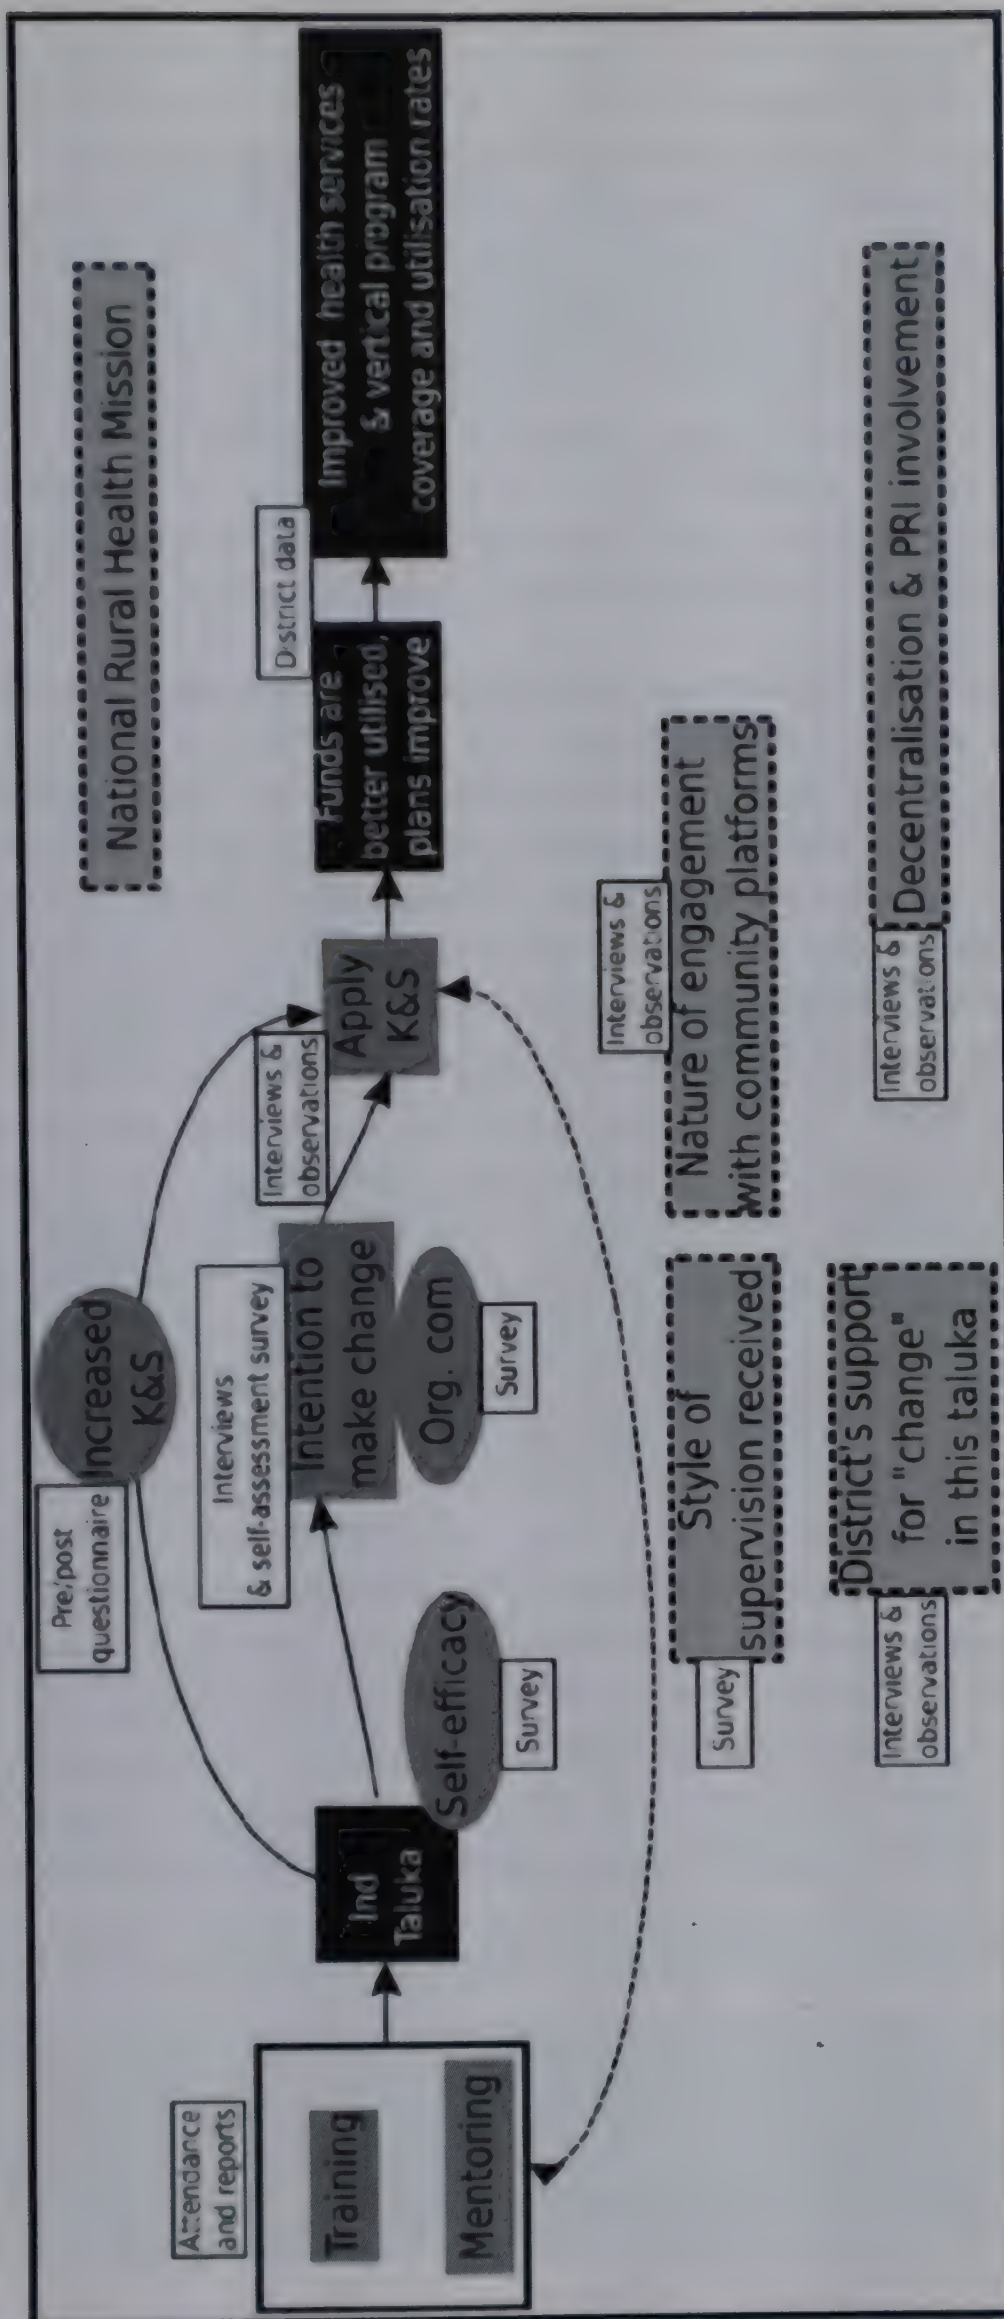 Attendance
and reports
Training
Mentoring
Ind
Taluka
Pre/post
questionnaire
Increased
K&S
Self-efficacy
Survey
Interviews
& self-assessment survey
Intention to
make change
Org. com
Survey
Interviews &
observations
Apply
K&S
Funds are
better utilised,
plans improve
District data
Improved health services
& vertical program
coverage and utilisation rates
National Rural Health Mission
Survey
Style of
supervision received
Interviews &
observations
Nature of engagement
with community platforms
Interviews &
observations
District's support
for "change"
in this taluka
Interviews &
observations
Decentralisation & PRI involvement